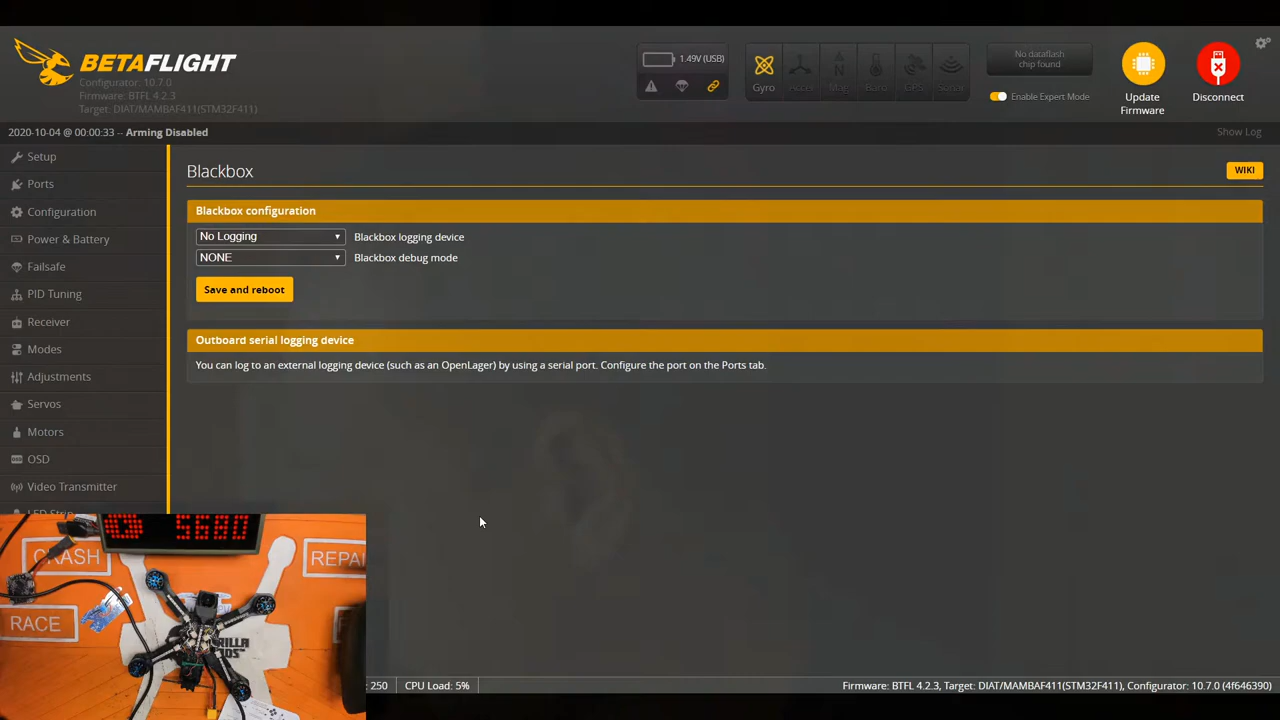 BETAFLIGHT
Configurator: 10.7.0
Firmware: BTFL 4.2.3
Target: DIAT/MAMBAF411(STM32F411)
1.49V (USB)
Gyro
Accel
Mag
Baro
GPS
Sonar
No dataflash
chip found
Enable Expert Mode
Update
Firmware
Disconnect
2020-10-04 @ 00:00:33 -- Arming Disabled
Show Log
Setup
Ports
Configuration
Power & Battery
Failsafe
PID Tuning
Receiver
Modes
Adjustments
Servos
Motors
OSD
Video Transmitter
LED Strip
Blackbox
WIKI
Blackbox configuration
No Logging
Blackbox logging device
NONE
Blackbox debug mode
Save and reboot
Outboard serial logging device
You can log to an external logging device (such as an OpenLager) by using a serial port. Configure the port on the Ports tab.
5680
CRASH
REPAI
RACE
RILLA
: 250
CPU Load: 5%
Firmware: BTFL 4.2.3, Target: DIAT/MAMBAF411(STM32F411), Configurator: 10.7.0 (4f646390)